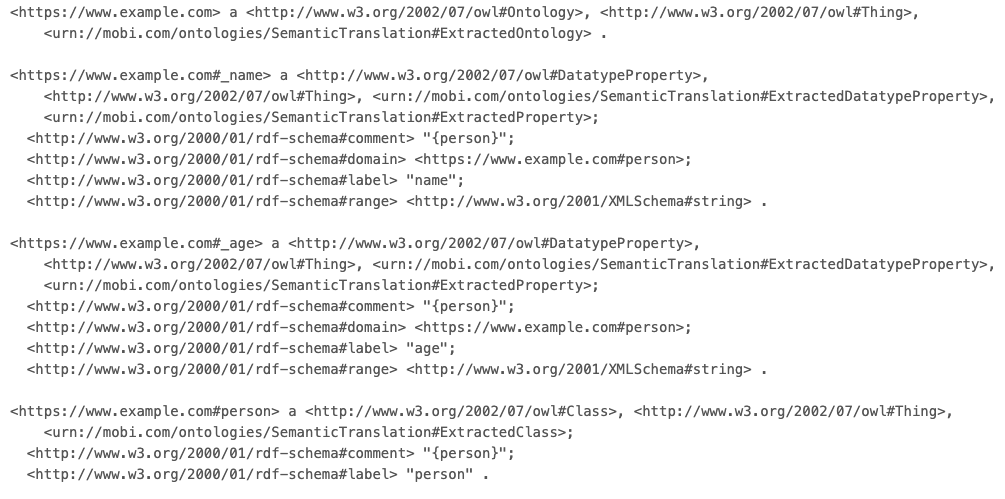 <https://www.example.com> a <http://www.w3.org/2002/07/owl#Ontology>, <http://www.w3.org/2002/07/owl#Thing>,
<urn://mobi.com/ontologies/SemanticTranslation#ExtractedOntology> .
<https://www.example.com#_name> a <http://www.w3.org/2002/07/owl#DatatypeProperty>,
<http://www.w3.org/2002/07/owl#Thing>, <urn://mobi.com/ontologies/SemanticTranslation#ExtractedDatatypeProperty>,
<urn://mobi.com/ontologies/SemanticTranslation#ExtractedProperty>;
<http://www.w3.org/2000/01/rdf-schema#comment> "{person}";
<http://www.w3.org/2000/01/rdf-schema#domain> <https://www.example.com#person>;
<http://www.w3.org/2000/01/rdf-schema#label> "name";
<http://www.w3.org/2000/01/rdf-schema#range> <http://www.w3.org/2001/XMLSchema#string> .
<https://www.example.com#_age> a <http://www.w3.org/2002/07/owl#DatatypeProperty>,
<http://www.w3.org/2002/07/owl#Thing>, <urn://mobi.com/ontologies/SemanticTranslation#ExtractedDatatypeProperty>,
<urn://mobi.com/ontologies/SemanticTranslation#ExtractedProperty>;
<http://www.w3.org/2000/01/rdf-schema#comment> "{person}";
<http://www.w3.org/2000/01/rdf-schema#domain> <https://www.example.com#person>;
<http://www.w3.org/2000/01/rdf-schema#label> "age";
<http://www.w3.org/2000/01/rdf-schema#range> <http://www.w3.org/2001/XMLSchema#string> .
<https://www.example.com#person> a <http://www.w3.org/2002/07/owl#Class>, <http://www.w3.org/2002/07/owl#Thing>,
<urn://mobi.com/ontologies/SemanticTranslation#ExtractedClass>;
<http://www.w3.org/2000/01/rdf-schema#comment> "{person}";
<http://www.w3.org/2000/01/rdf-schema#label> "person" .